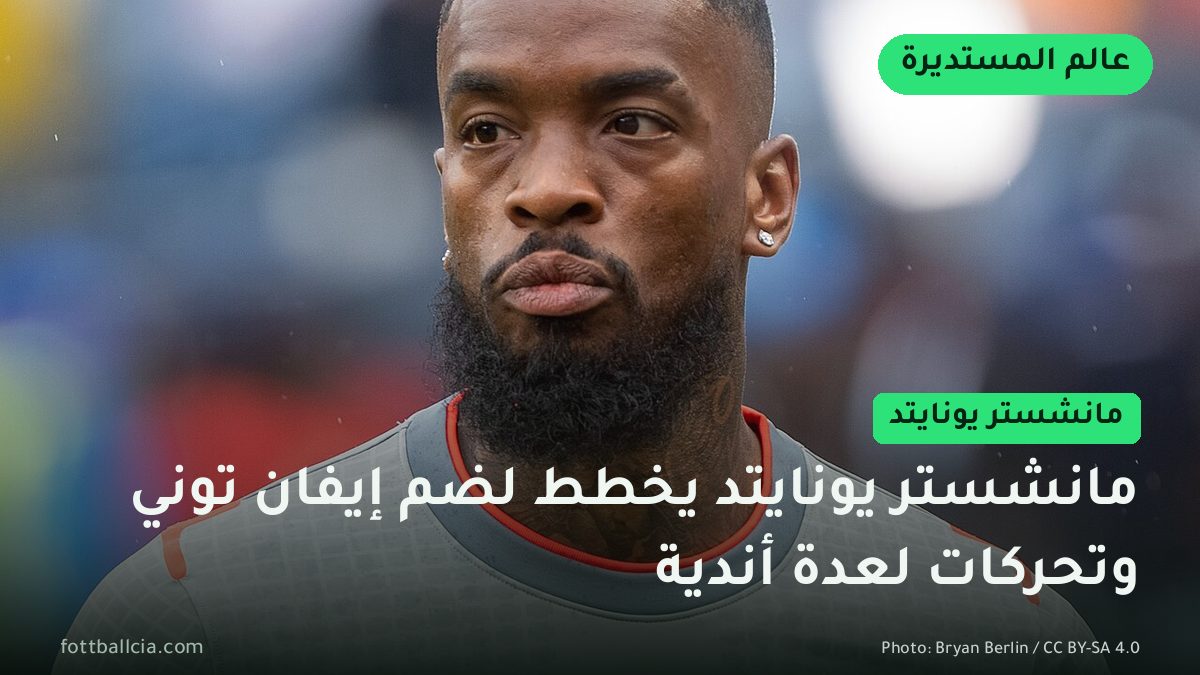 عالم المستديرة
مانشستر يونايتد
مانشستر يونايتد يخطط لضم إيفان توني
وتحركات لعدة أندية
fottballcia.com
Photo: Bryan Berlin / CC BY-SA 4.0